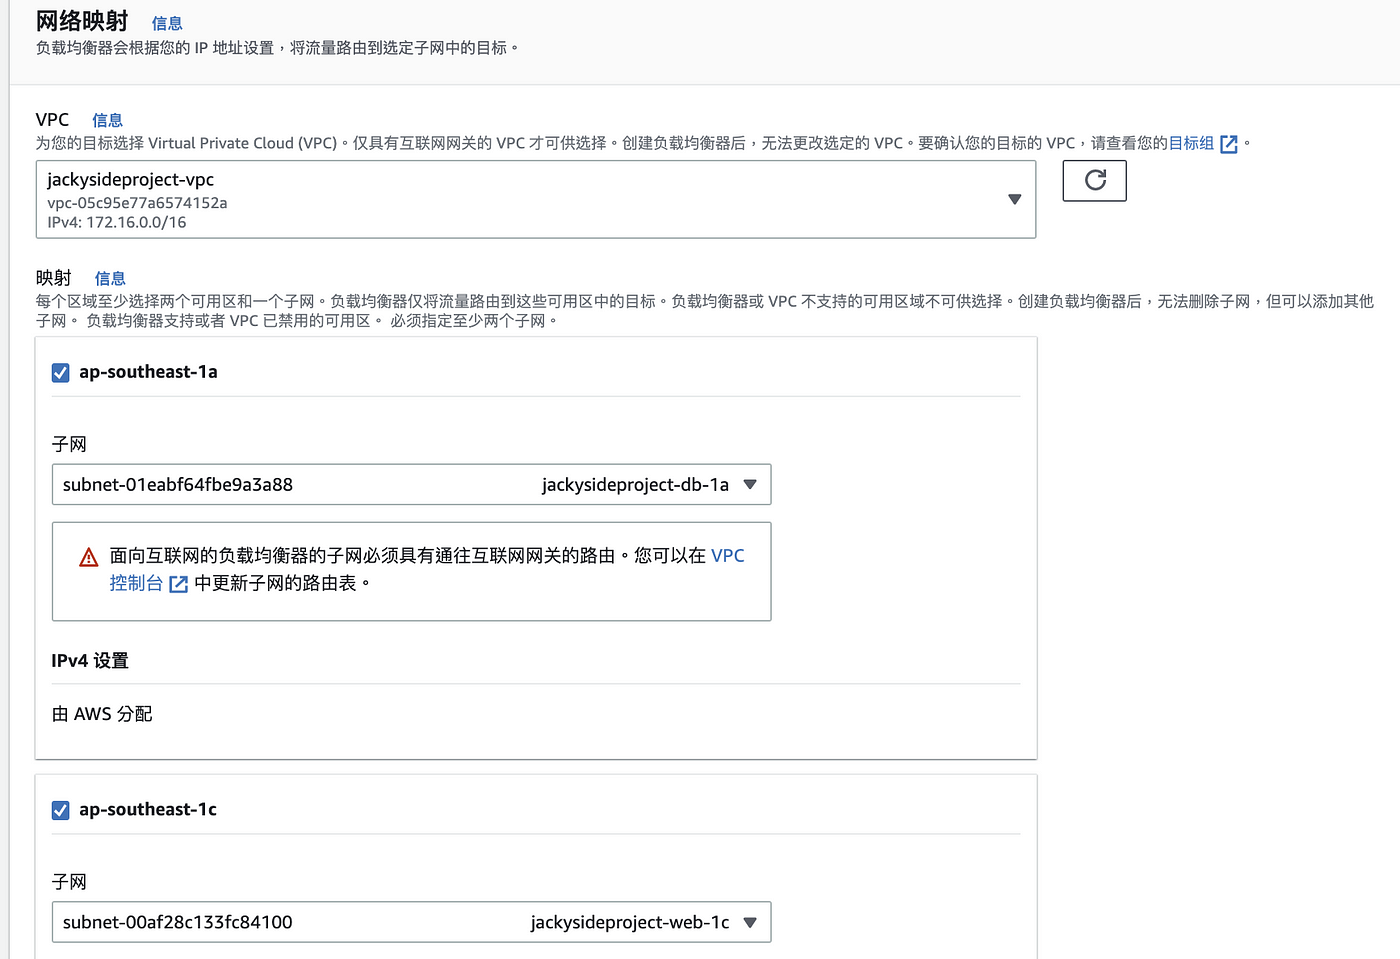 网络映射 信息
负载均衡器会根据您的 IP 地址设置，将流量路由到选定子网中的目标。
VPC 信息
为您的目标选择 Virtual Private Cloud (VPC)。仅具有互联网网关的 VPC 才可供选择。创建负载均衡器后，无法更改选定的 VPC。要确认您的目标的 VPC，请查看您的目标组。
jackysideproject-vpc
vpc-05c95e77a6574152a
IPv4: 172.16.0.0/16
映射 信息
每个区域至少选择两个可用区和一个子网。负载均衡器仅将流量路由到这些可用区中的目标。负载均衡器或 VPC 不支持的可用区域不可供选择。创建负载均衡器后，无法删除子网，但可以添加其他
子网。 负载均衡器支持或者 VPC 已禁用的可用区。 必须指定至少两个子网。
ap-southeast-1a
子网
subnet-01eabf64fbe9a3a88 jackysideproject-db-1a
面向互联网的负载均衡器的子网必须具有通往互联网网关的路由。您可以在 VPC
控制台 中更新子网的路由表。
IPv4 设置
由 AWS 分配
ap-southeast-1c
子网
subnet-00af28c133fc84100 jackysideproject-web-1c